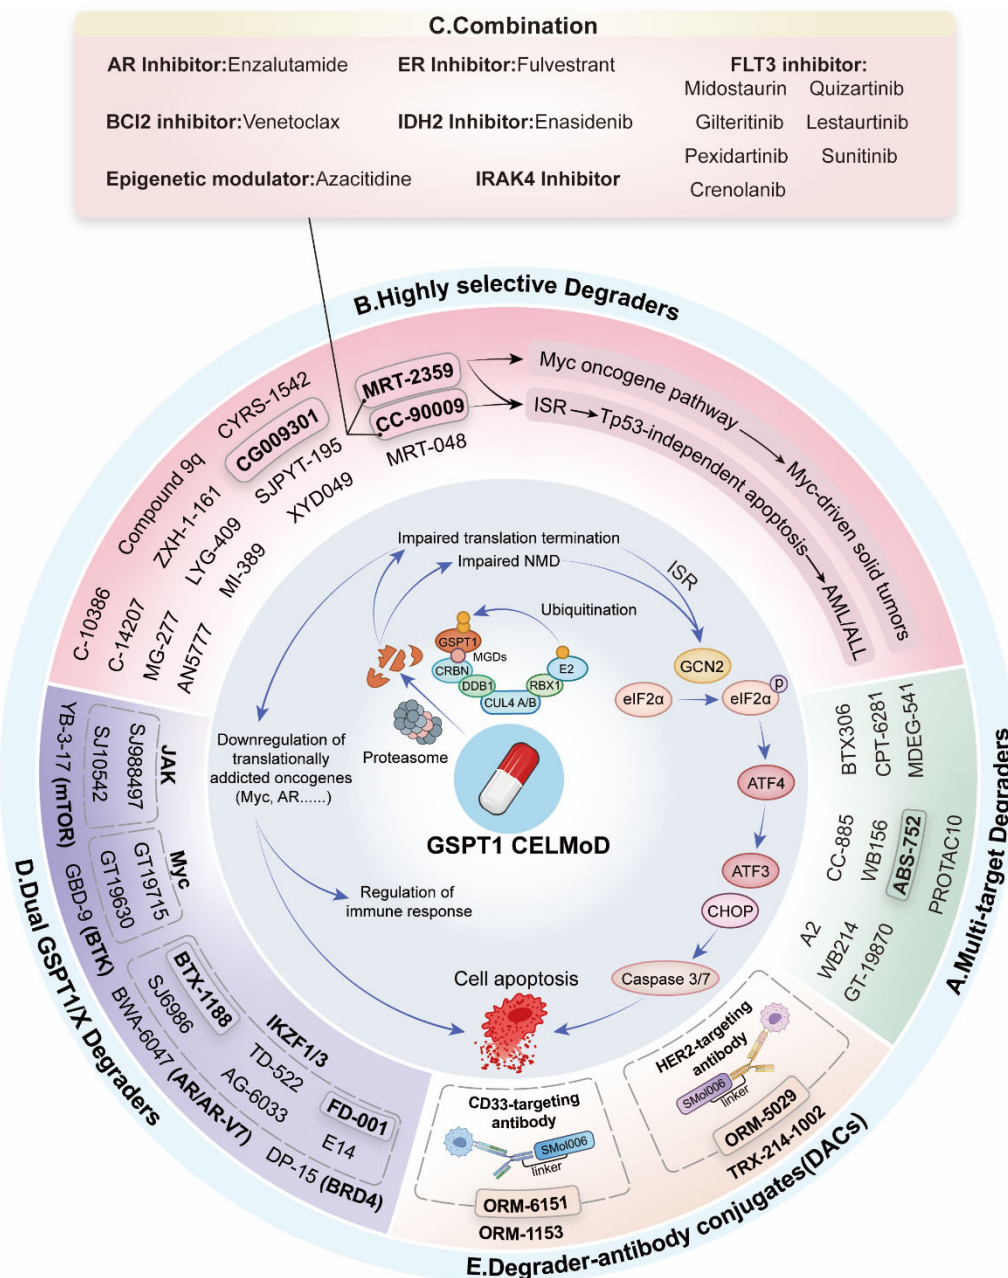 C.Combination
AR Inhibitor:Enzalutamide
ER Inhibitor:Fulvestrant
FLT3 inhibitor:
Midostaurin
Quizartinib
BCl2 inhibitor:Venetoclax
IDH2 Inhibitor:Enasidenib
Gilteritinib
Lestaurtinib
Pexidartinib
Sunitinib
Epigenetic modulator:Azacitidine
IRAK4 Inhibitor
Crenolanib
B.Highly selective Degraders
MRT-2359
CC-90009
MRT-048
CYRS-1542
CG009301
SJPYT-195
XYD049
Compound 9q
ZXH-1-161
LYG-409
MI-389
C-10386
C-14207
MG-277
AN5777
Myc oncogene pathway
Myc-driven solid tumors
ISR
Tp53-independent apoptosis
AML/ALL
Impaired translation termination
Impaired NMD
ISR
Ubiquitination
GSPT1
MGDs
CRBN
DDB1
CUL4 A/B
RBX1
E2
Proteasome
GSPT1 CELMoD
GCN2
eIF2α
eIF2α
p
ATF4
ATF3
CHOP
Caspase 3/7
Cell apoptosis
Downregulation of
translationally
addicted oncogenes
(Myc, AR......)
Regulation of
immune response
A.Multi-target Degraders
BTX306
CPT-6281
MDEG-541
CC-885
WB156
ABS-752
PROTAC10
A2
WB214
GT-19870
D.Dual GSPT1/X Degraders
JAK
SJ988497
SJ10542
YB-3-17 (mTOR)
Myc
GT19715
GT19630
GBD-9 (BTK)
IKZF1/3
BTX-1188
SJ6986
TD-522
AG-6033
FD-001
E14
BWA-6047 (AR/AR-V7)
DP-15 (BRD4)
E.Degrader-antibody conjugates(DACs)
CD33-targeting
antibody
SMol006
linker
ORM-6151
ORM-1153
HER2-targeting
antibody
SMol006
linker
ORM-5029
TRX-214-1002